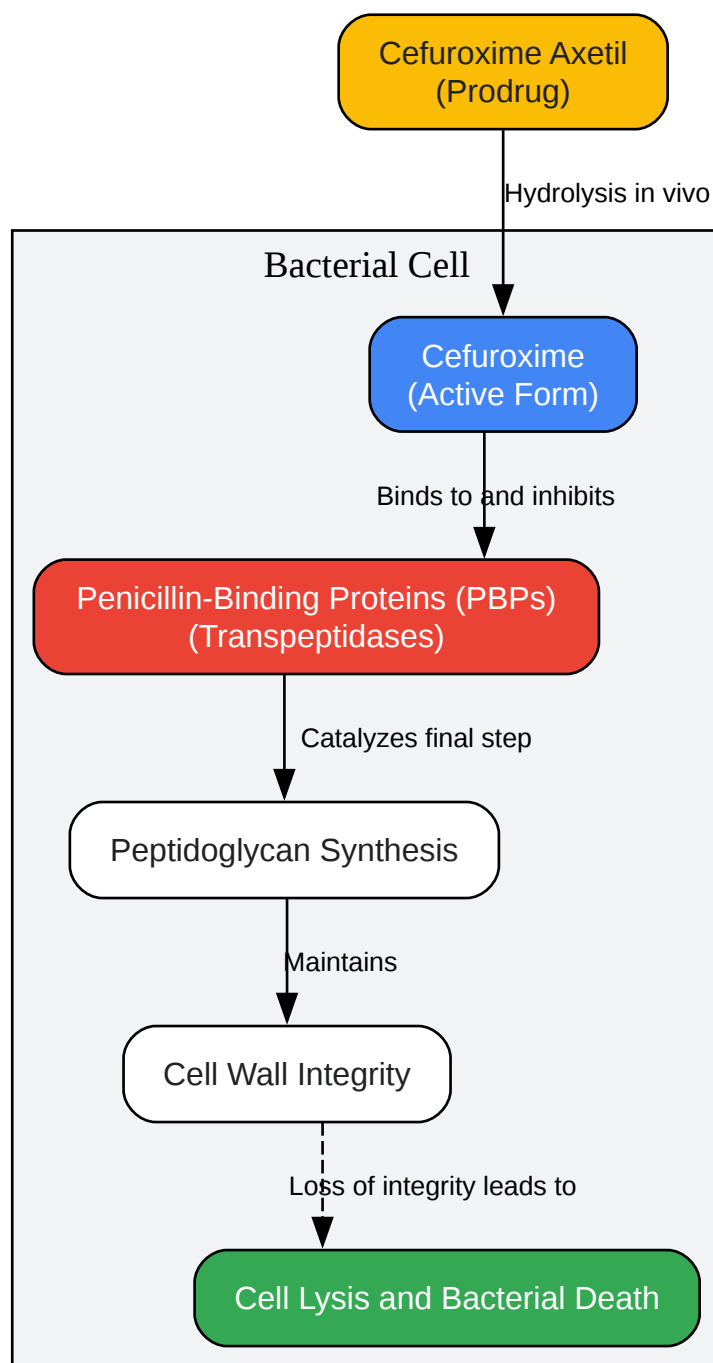 Cefuroxime Axetil
(Prodrug)
Hydrolysis in vivo
Bacterial Cell
Cefuroxime
(Active Form)
Binds to and inhibits
Penicillin-Binding Proteins (PBPs)
(Transpeptidases)
Catalyzes final step
Peptidoglycan Synthesis
Maintains
Cell Wall Integrity
Loss of integrity leads to
Cell Lysis and Bacterial Death